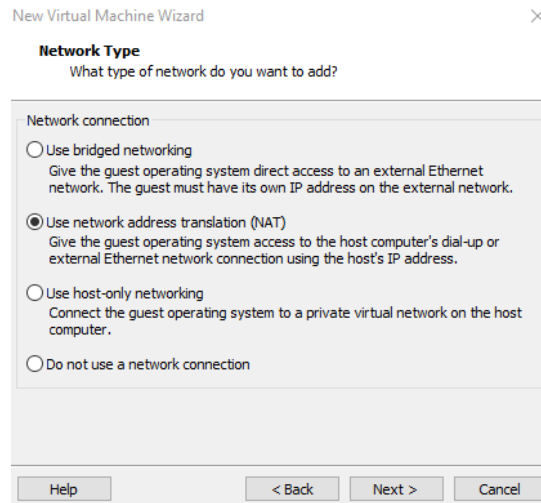 New Virtual Machine Wizard
Network Type
What type of network do you want to add?
Network connection
Use bridged networking
Give the guest operating system direct access to an external Ethernet
network. The guest must have its own IP address on the external network.
Use network address translation (NAT)
Give the guest operating system access to the host computer's dial-up or
external Ethernet network connection using the host's IP address.
Use host-only networking
Connect the guest operating system to a private virtual network on the host
computer.
Do not use a network connection
Help < Back Next > Cancel